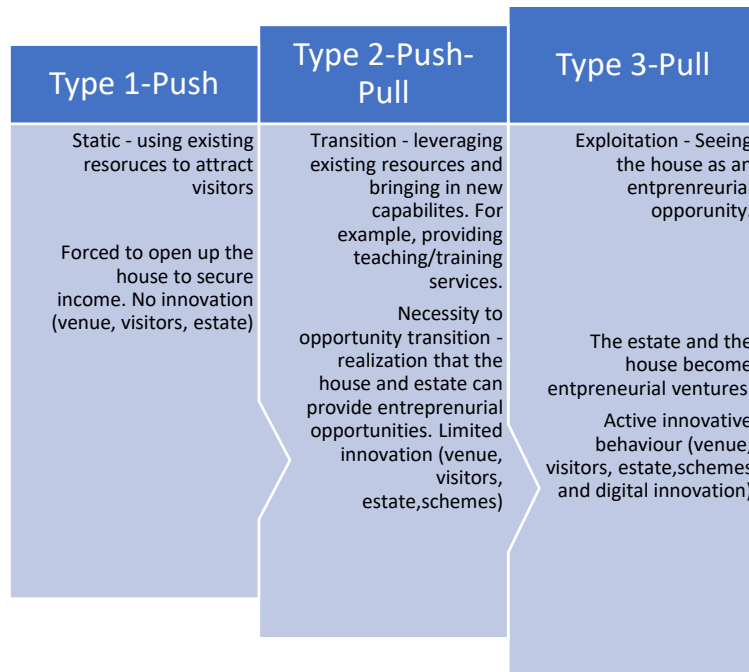 Type 1-Push
Static - using existing
resoruces to attract
visitors
Forced to open up the
house to secure
income. No innovation
(venue, visitors, estate)
Type 2-Push-
Pull
Transition - leveraging
existing resources and
bringing in new
capabilites. For
example, providing
teaching/training
services.
Necessity to
opportunity transition -
realization that the
house and estate can
provide entreprenurial
opportunities. Limited
innovation (venue,
visitors,
estate,schemes)
Type 3-Pull
Exploitation - Seeing
the house as an
entprenreurial
opporunity.
The estate and the
house become
entpreneurial ventures
Active innovative
behaviour (venue,
visitors, estate,schemes
and digital innovation)